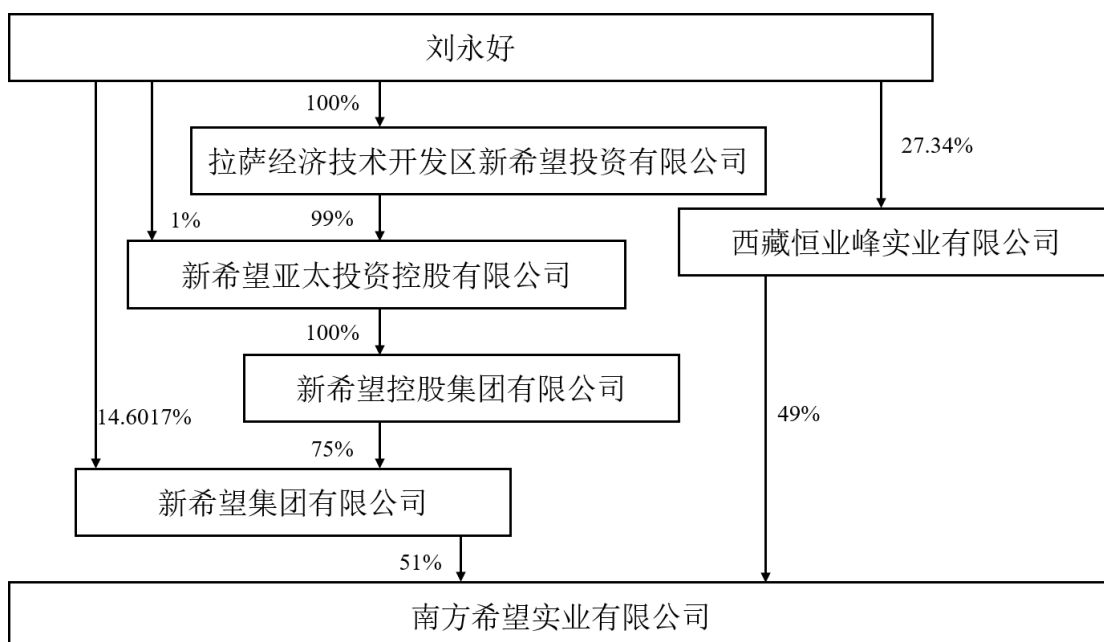 刘永好
100%
拉萨经济技术开发区新希望投资有限公司
27.34%
1%
99%
西藏恒业峰实业有限公司
新希望亚太投资控股有限公司
100%
新希望控股集团有限公司
14.6017%
49%
75%
新希望集团有限公司
51%
南方希望实业有限公司